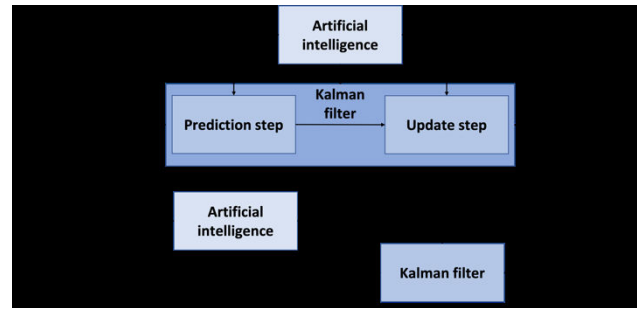 Artificial
intelligence
Kalman
filter
Prediction step
Update step
Artificial
intelligence
Kalman filter